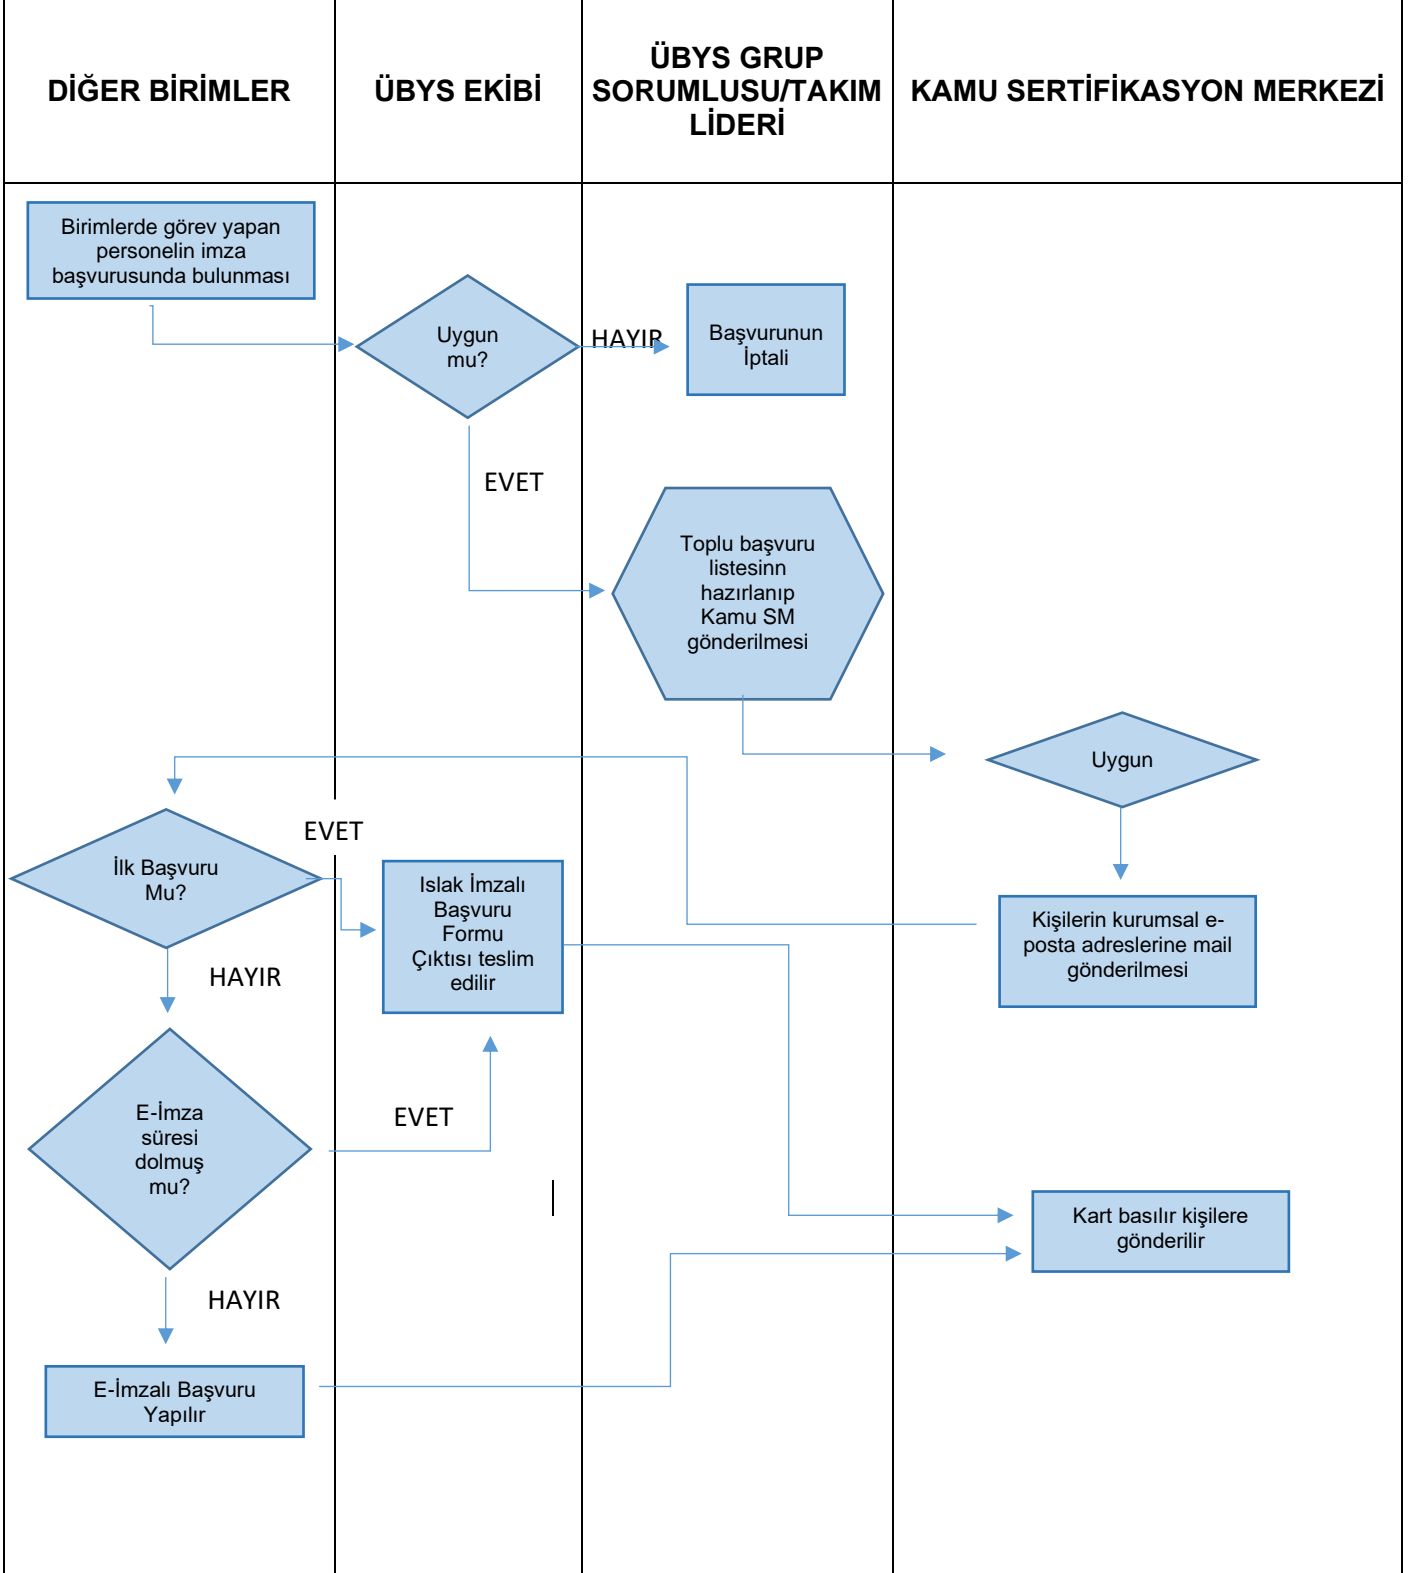 DİĞER BİRİMLER
ÜBYS EKİBİ
ÜBYS GRUP
SORUMLUSU/TAKIM
LİDERİ
KAMU SERTİFİKASYON MERKEZİ
Birimlerde görev yapan
personelin imza
başvurusunda bulunması
Uygun
mu?
HAYIR
Başvurunun
İptali
EVET
Toplu başvuru
listesinn
hazırlanıp
Kamu SM
gönderilmesi
Uygun
İlk Başvuru
Mu?
EVET
Islak İmzalı
Başvuru
Formu
Çıktısı teslim
edilir
Kişilerin kurumsal e-
posta adreslerine mail
gönderilmesi
HAYIR
E-İmza
süresi
dolmuş
mu?
EVET
Kart basılır kişilere
gönderilir
HAYIR
E-İmzalı Başvuru
Yapılır